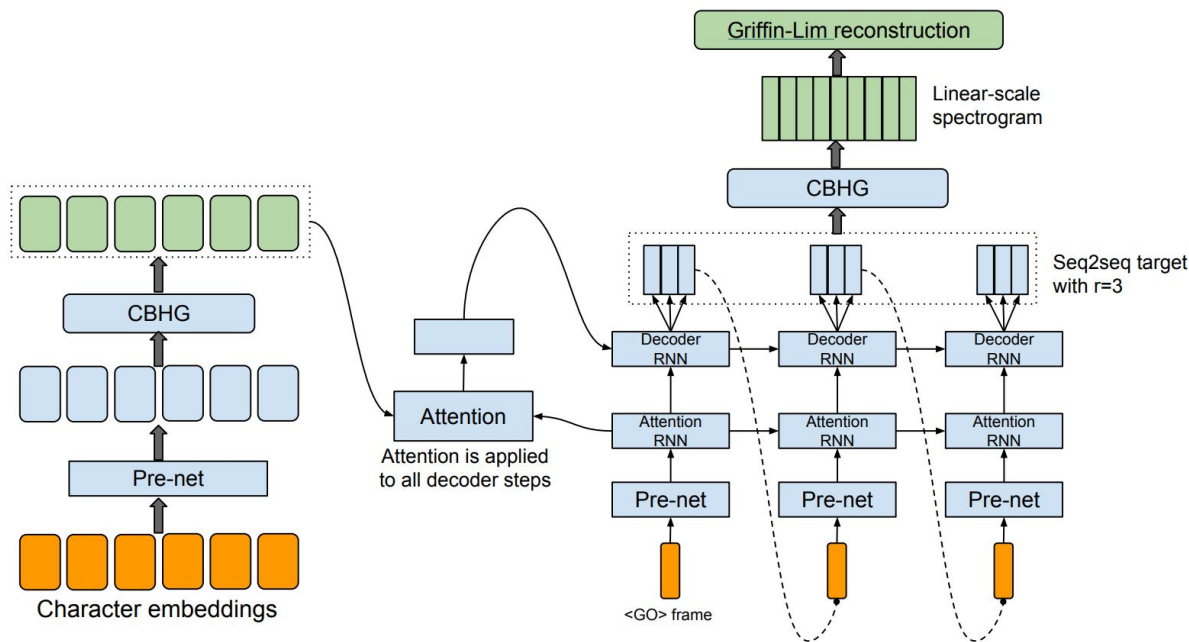 Griffin-Lim reconstruction
Linear-scale
spectrogram
CBHG
Seq2seq target
with r=3
CBHG
Decoder
RNN
Decoder
RNN
Decoder
RNN
Attention
Attention is applied
to all decoder steps
Attention
RNN
Attention
RNN
Attention
RNN
Pre-net
Pre-net
Pre-net
Pre-net
Character embeddings
<GO> frame